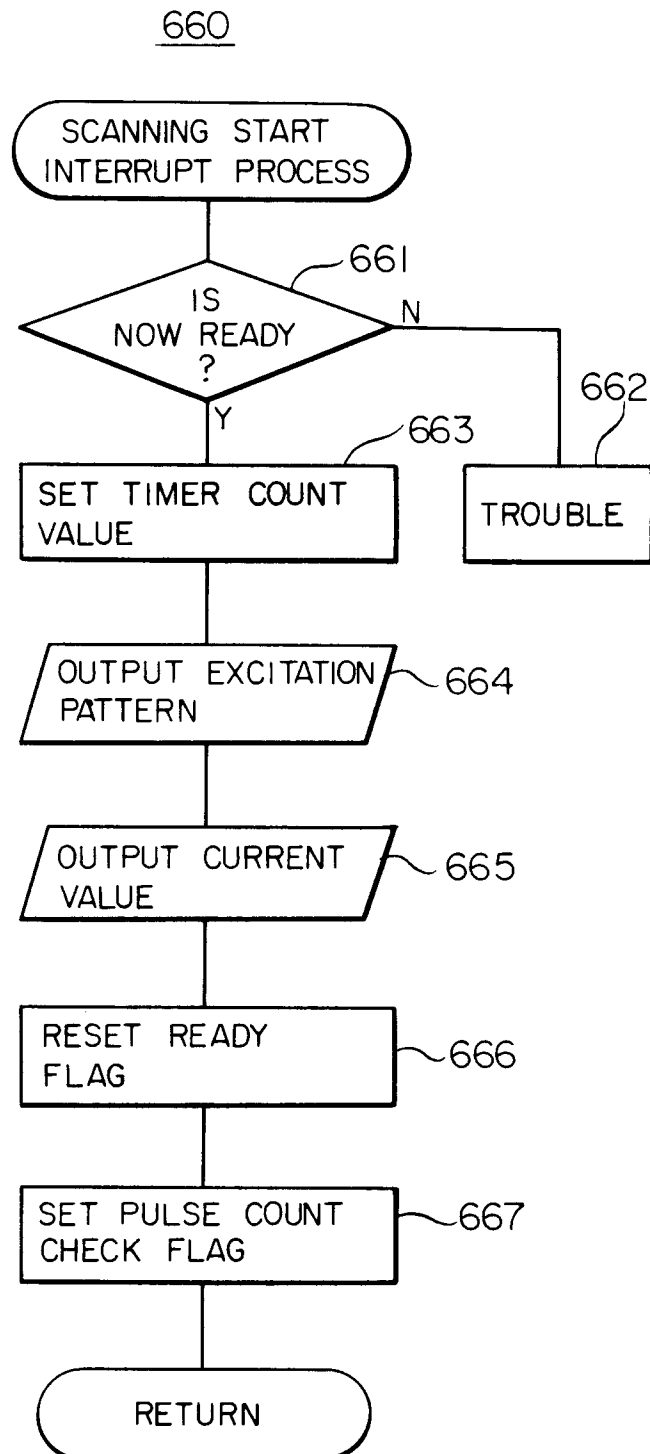 660
SCANNING START
INTERRUPT PROCESS
661
IS
NOW READY
?
N
Y
662
TROUBLE
663
SET TIMER COUNT
VALUE
OUTPUT EXCITATION
PATTERN
664
OUTPUT CURRENT
VALUE
665
RESET READY
FLAG
666
SET PULSE COUNT
CHECK FLAG
667
RETURN